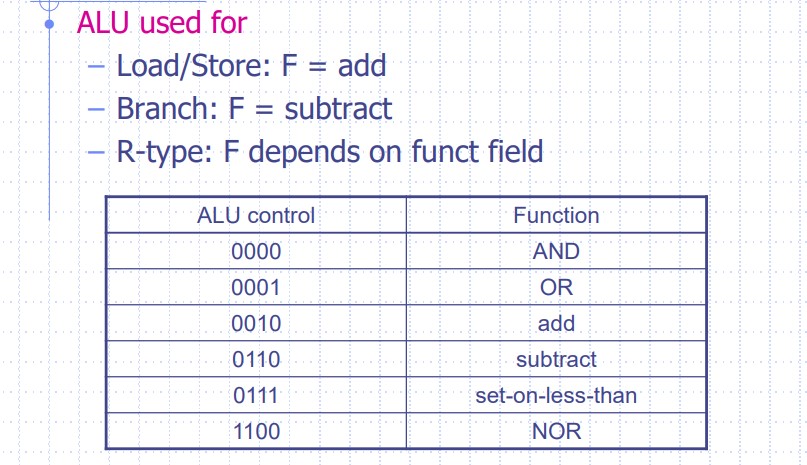 ALU used for
– Load/Store: F = add
– Branch: F = subtract
– R-type: F depends on funct field
ALU control Function
0000 AND
0001 OR
0010 add
0110 subtract
0111 set-on-less-than
1100 NOR